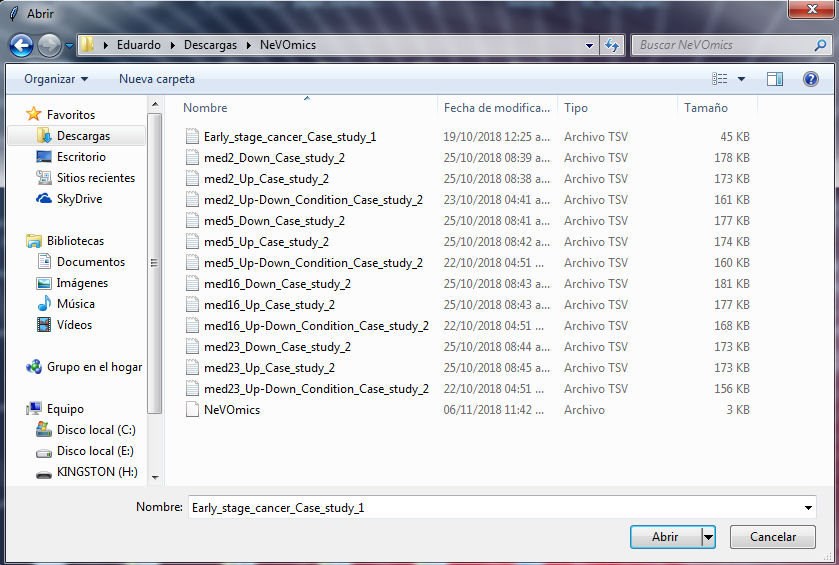 Abrir
Eduardo Descargas NeVOmics Buscar NeVOmics
Organizar Nueva carpeta
Nombre Fecha de modifica... Tipo Tamaño
Favoritos
Descargas
Escritorio
Sitios recientes
SkyDrive
Bibliotecas
Documentos
Imágenes
Música
Vídeos
Grupo en el hogar
Equipo
Disco local (C:)
Disco local (E:)
KINGSTON (H:)
Early_stage_cancer_Case_study_1 19/10/2018 12:25 a... Archivo TSV 45 KB
med2_Down_Case_study_2 25/10/2018 08:39 a... Archivo TSV 178 KB
med2_Up_Case_study_2 25/10/2018 08:38 a... Archivo TSV 173 KB
med2_Up-Down_Condition_Case_study_2 23/10/2018 04:41 a... Archivo TSV 161 KB
med5_Down_Case_study_2 25/10/2018 08:41 a... Archivo TSV 177 KB
med5_Up_Case_study_2 25/10/2018 08:42 a... Archivo TSV 174 KB
med5_Up-Down_Condition_Case_study_2 22/10/2018 04:51 ... Archivo TSV 160 KB
med16_Down_Case_study_2 25/10/2018 08:43 a... Archivo TSV 181 KB
med16_Up_Case_study_2 25/10/2018 08:43 a... Archivo TSV 177 KB
med16_Up-Down_Condition_Case_study_2 22/10/2018 04:51 ... Archivo TSV 168 KB
med23_Down_Case_study_2 25/10/2018 08:44 a... Archivo TSV 173 KB
med23_Up_Case_study_2 25/10/2018 08:45 a... Archivo TSV 173 KB
med23_Up-Down_Condition_Case_study_2 22/10/2018 04:51 ... Archivo TSV 156 KB
NeVOmics 06/11/2018 11:42 ... Archivo 3 KB
Nombre: Early_stage_cancer_Case_study_1
Abrir Cancelar